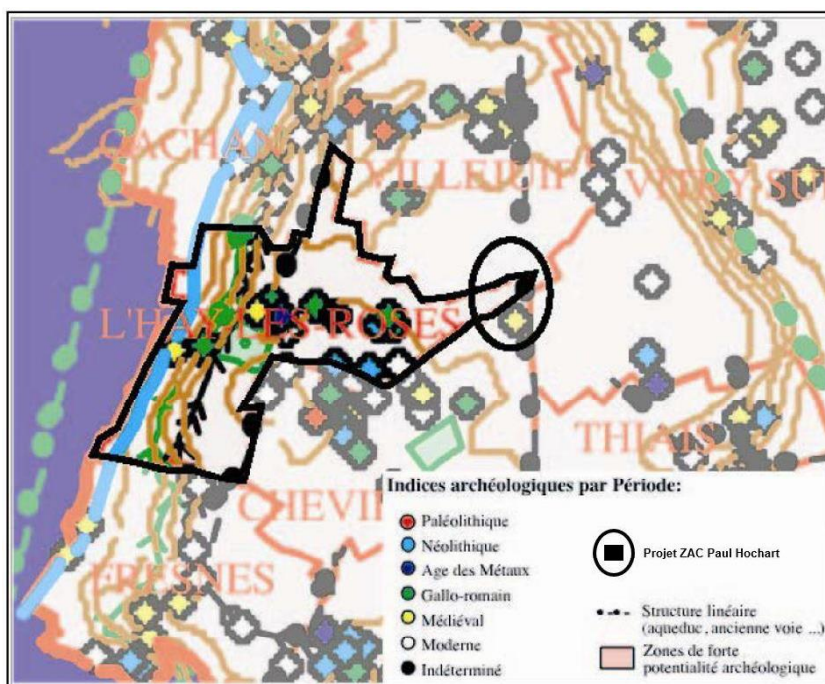 CACHAN
VILLEJUIF
VITRY-SUR
L'HAY-LES-ROSES
THIAIS
CHEVI
FRESNES
Indices archéologiques par Période:
Paléolithique
Néolithique
Age des Métaux
Gallo-romain
Médiéval
Moderne
Indéterminé
Projet ZAC Paul Hochart
Structure linéaire
(aqueduc, ancienne voie ...)
Zones de forte
potentialité archéologique